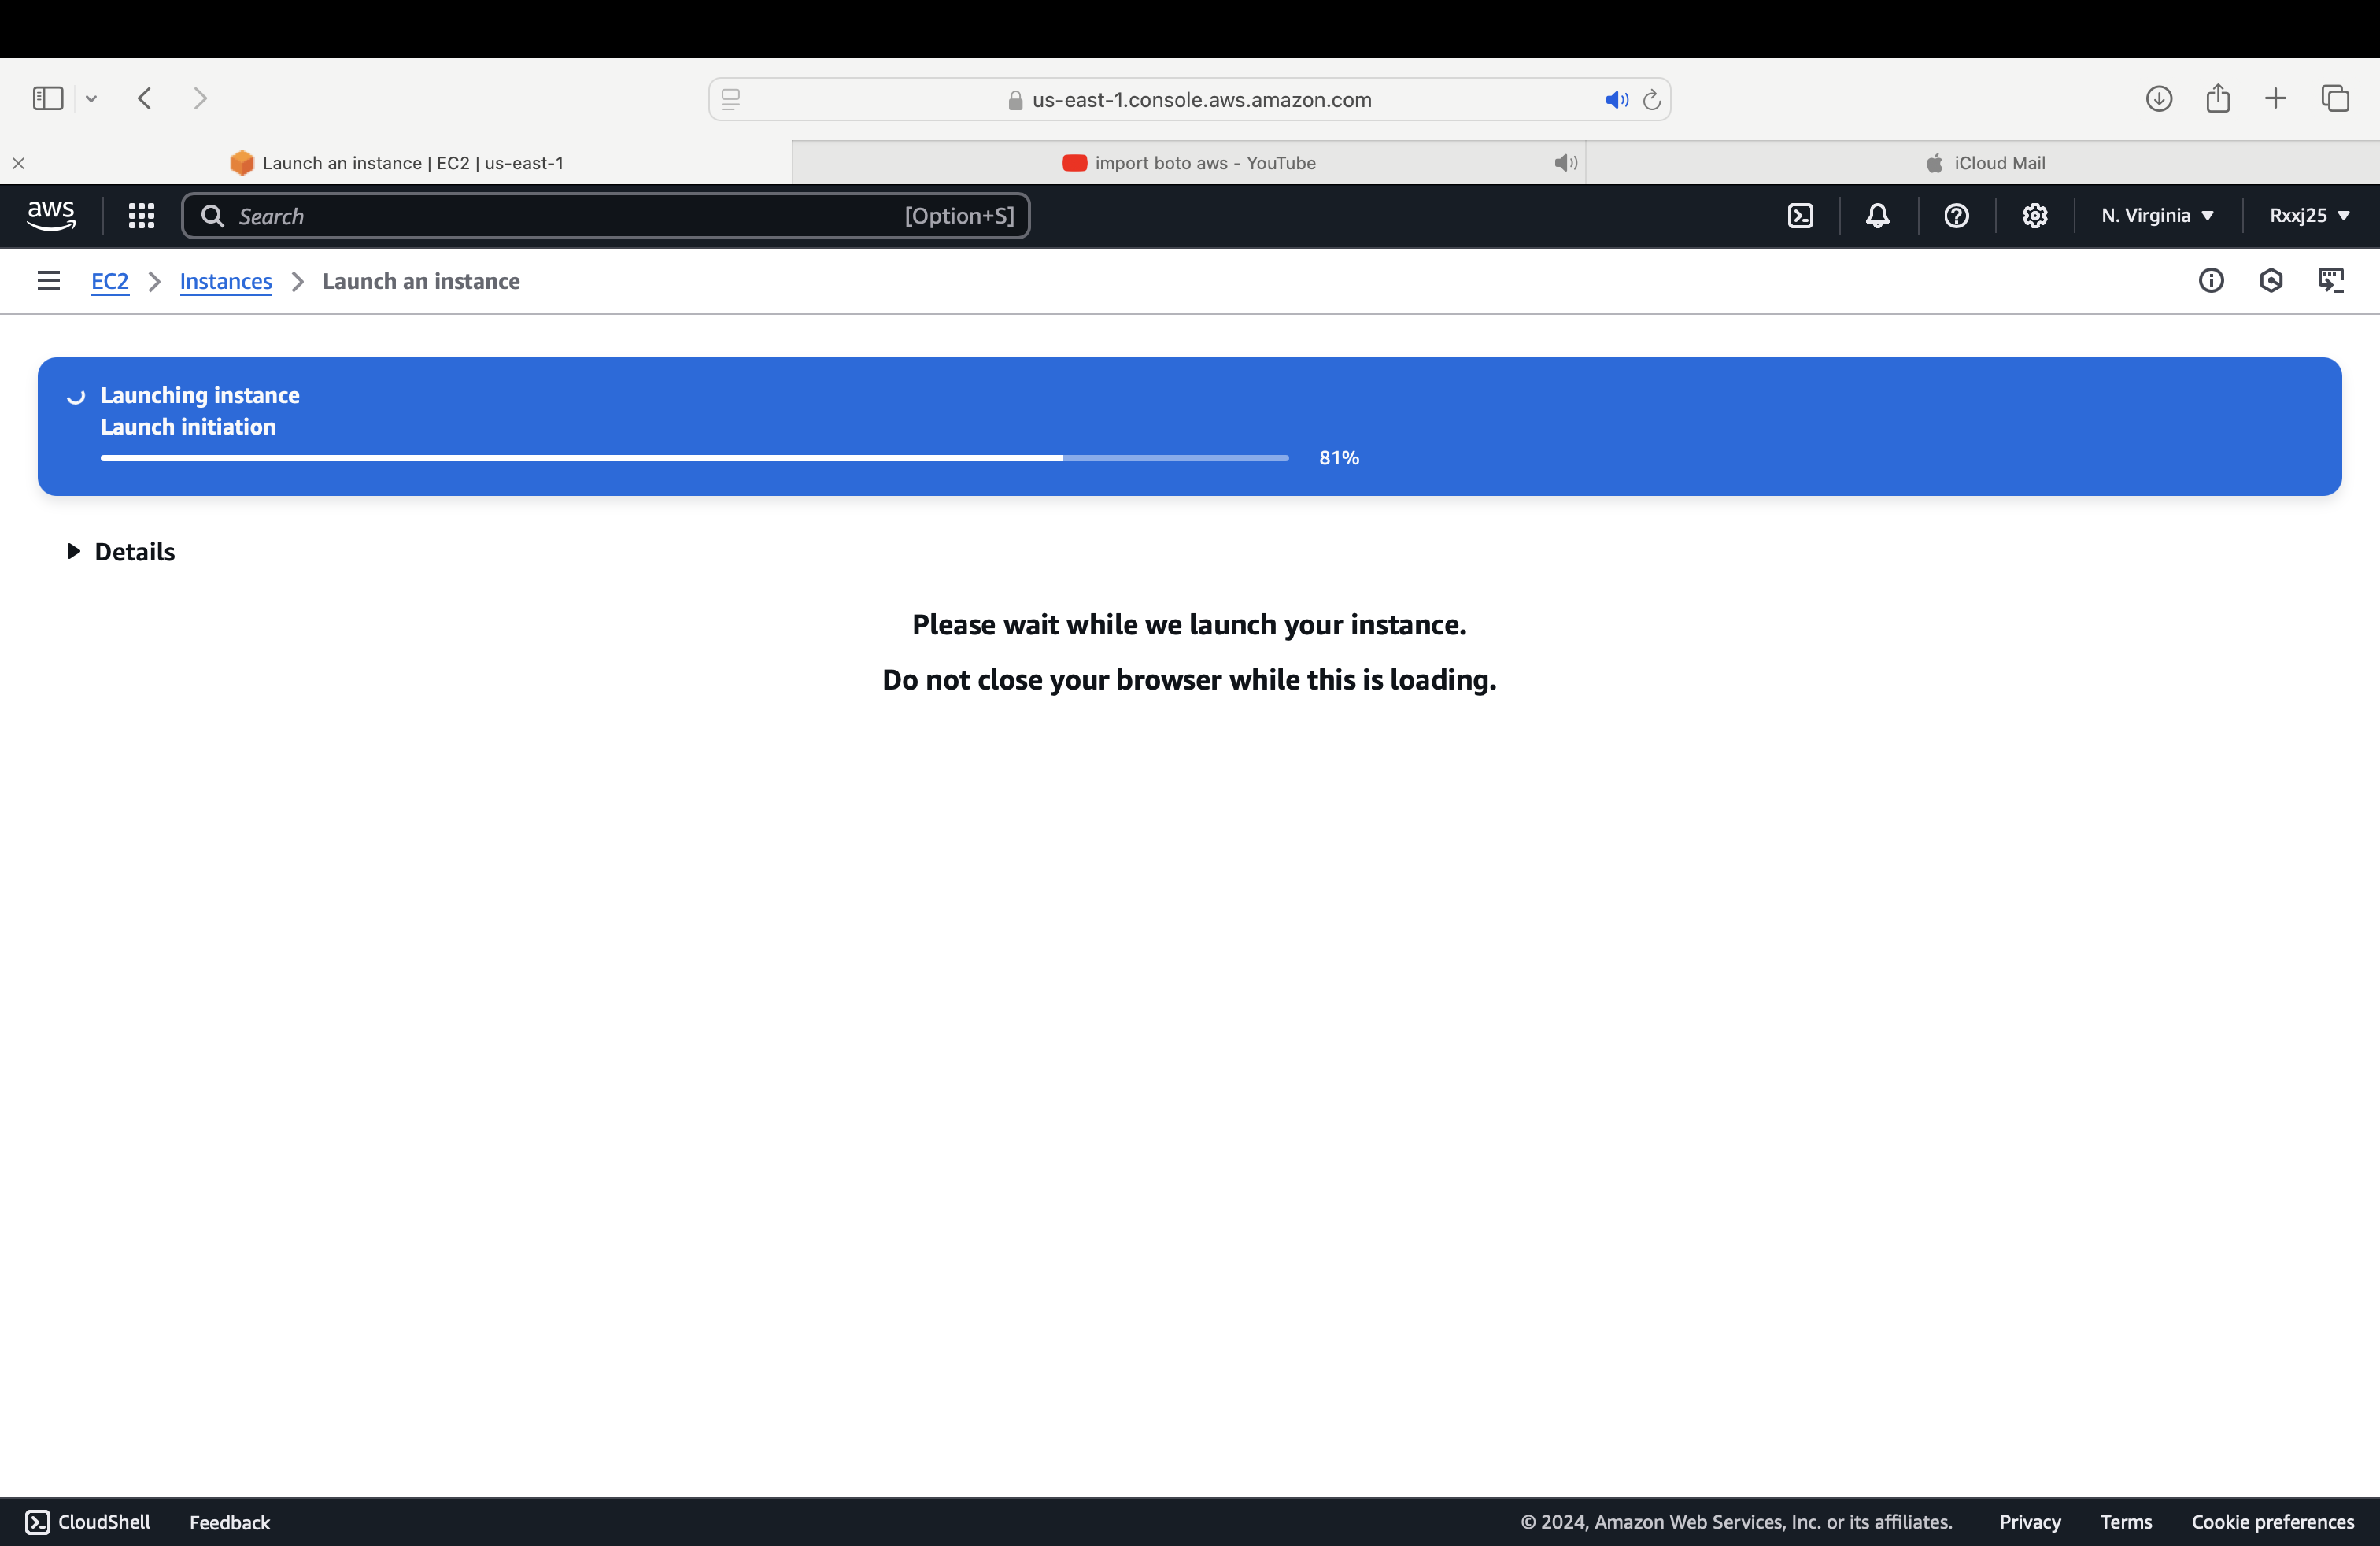 us-east-1.console.aws.amazon.com
Launch an instance | EC2 | us-east-1
import boto aws - YouTube
iCloud Mail
aws
Search
[Option+S]
N. Virginia
Rxxj25
EC2
Instances
Launch an instance
Launching instance
Launch initiation
81%
Details
Please wait while we launch your instance.
Do not close your browser while this is loading.
CloudShell
Feedback
© 2024, Amazon Web Services, Inc. or its affiliates.
Privacy
Terms
Cookie preferences